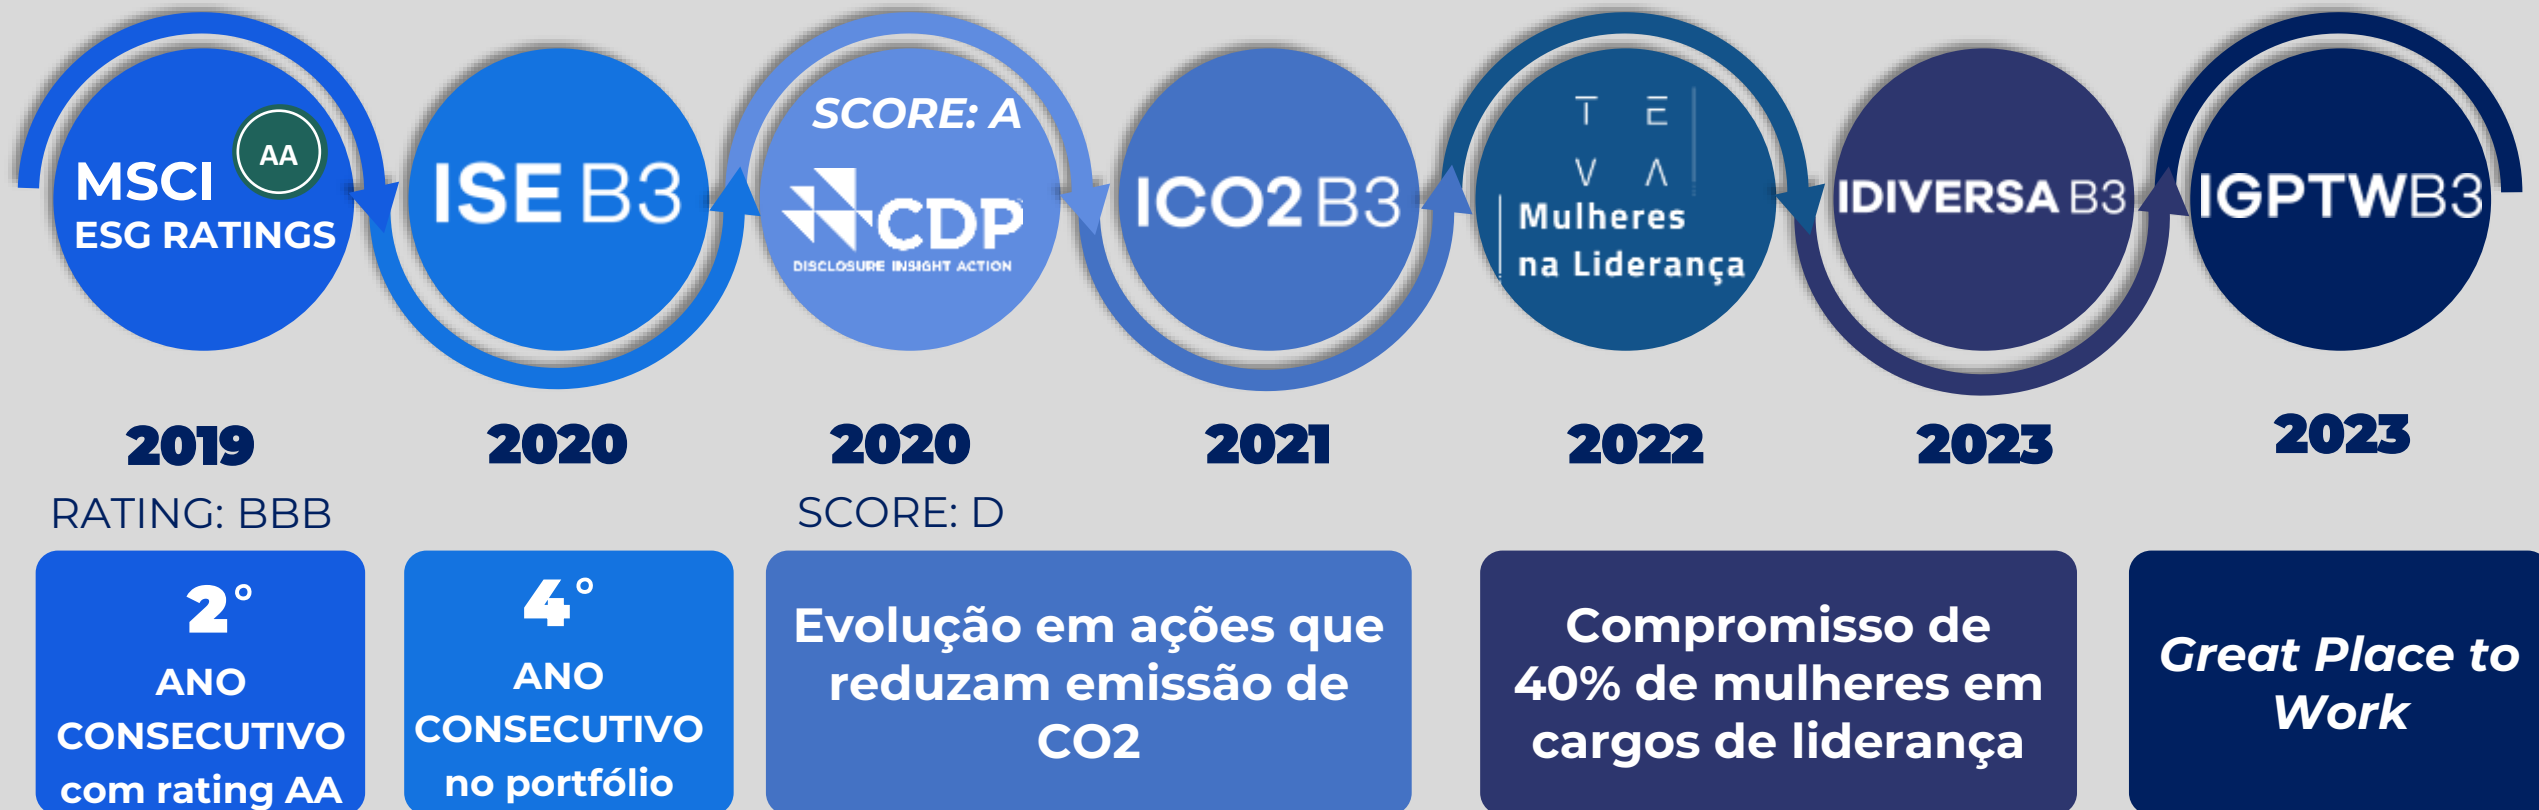 MSCI
AA
ESG RATINGS
ISE B3
SCORE: A
CDP
DISCLOSURE INSIGHT ACTION
ICO2 B3
T E
V A
Mulheres
na Liderança
IDIVERSA B3
IGPTWB3
2019
2020
2020
2021
2022
2023
2023
RATING: BBB
SCORE: D
2°
ANO
CONSECUTIVO
com rating AA
4°
ANO
CONSECUTIVO
no portfólio
Evolução em ações que
reduzam emissão de
CO2
Compromisso de
40% de mulheres em
cargos de liderança
Great Place to
Work